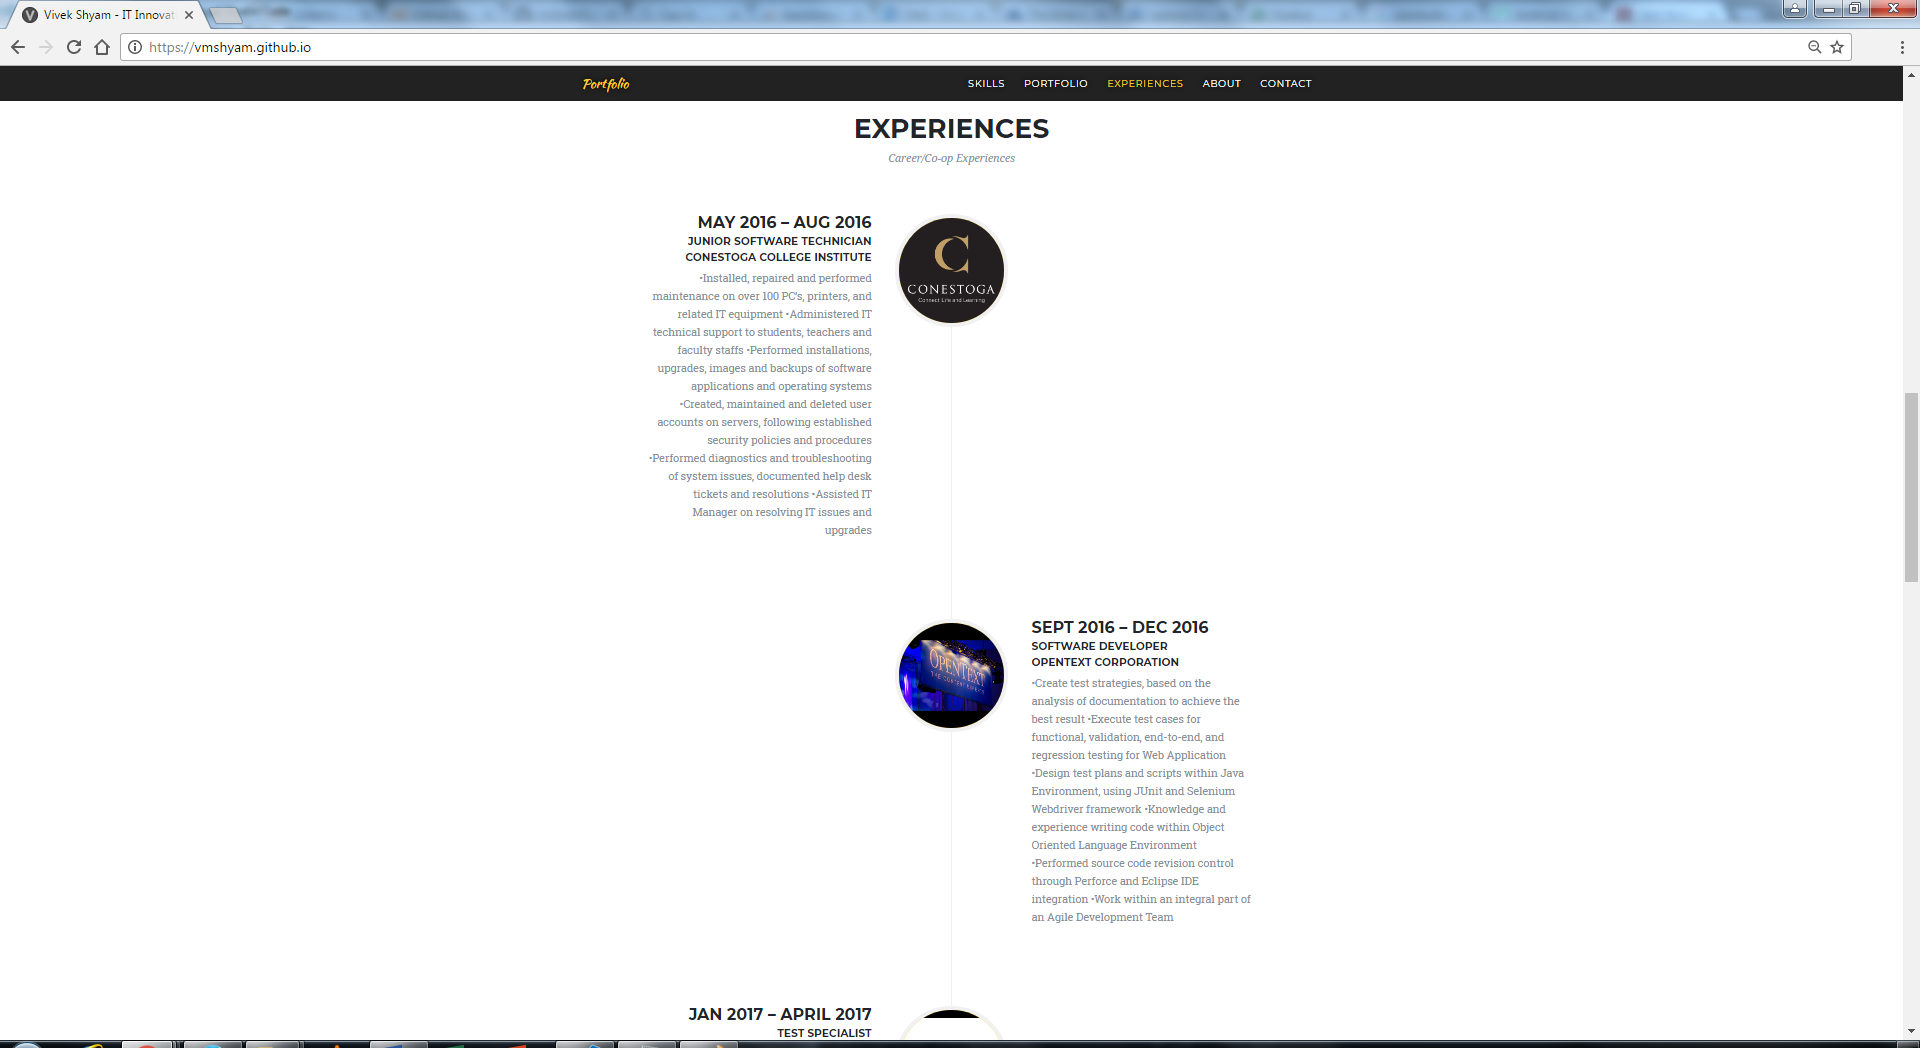 Vivek Shyam - IT Innovat
https://vmshyam.github.io
Portfolio
SKILLS
PORTFOLIO
EXPERIENCES
ABOUT
CONTACT
EXPERIENCES
Career/Co-op Experiences
MAY 2016 – AUG 2016
JUNIOR SOFTWARE TECHNICIAN
CONESTOGA COLLEGE INSTITUTE
•Installed, repaired and performed
maintenance on over 100 PC's, printers, and
related IT equipment •Administered IT
technical support to students, teachers and
faculty staffs •Performed installations,
upgrades, images and backups of software
applications and operating systems
•Created, maintained and deleted user
accounts on servers, following established
security policies and procedures
•Performed diagnostics and troubleshooting
of system issues, documented help desk
tickets and resolutions •Assisted IT
Manager on resolving IT issues and
upgrades
C
CONESTOGA
Connect Life and Learning
OPENTEXT
THE CONTENT EXPERTS
SEPT 2016 – DEC 2016
SOFTWARE DEVELOPER
OPENTEXT CORPORATION
•Create test strategies, based on the
analysis of documentation to achieve the
best result •Execute test cases for
functional, validation, end-to-end, and
regression testing for Web Application
•Design test plans and scripts within Java
Environment, using JUnit and Selenium
Webdriver framework •Knowledge and
experience writing code within Object
Oriented Language Environment
•Performed source code revision control
through Perforce and Eclipse IDE
integration •Work within an integral part of
an Agile Development Team
JAN 2017 – APRIL 2017
TEST SPECIALIST